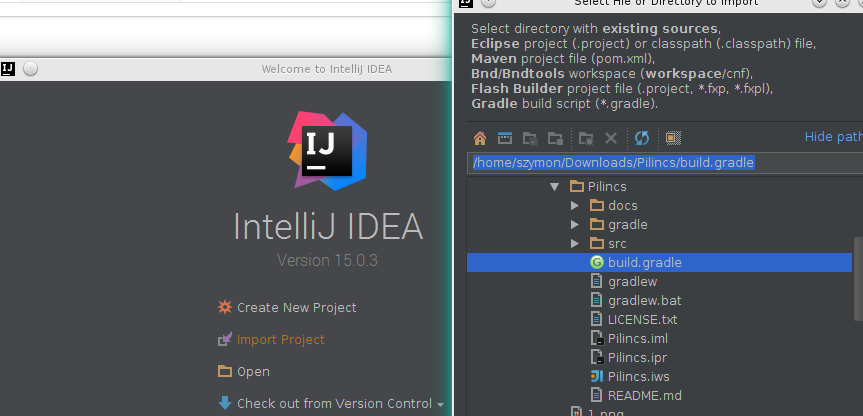 Welcome to IntelliJ IDEA
IJ
IntelliJ IDEA
Version 15.0.3
Create New Project
Import Project
Open
Check out from Version Control
Select File or Directory to Import
Select directory with existing sources,
Eclipse project (.project) or classpath (.classpath) file,
Maven project file (pom.xml),
Bnd/Bndtools workspace (workspace/cnf),
Flash Builder project file (.project, *.fxp, *.fxpl),
Gradle build script (*.gradle).
Hide path
/home/szymon/Downloads/Pilincs/build.gradle
Pilincs
docs
gradle
src
build.gradle
gradlew
gradlew.bat
LICENSE.txt
Pilincs.iml
Pilincs.ipr
Pilincs.iws
README.md
1.png